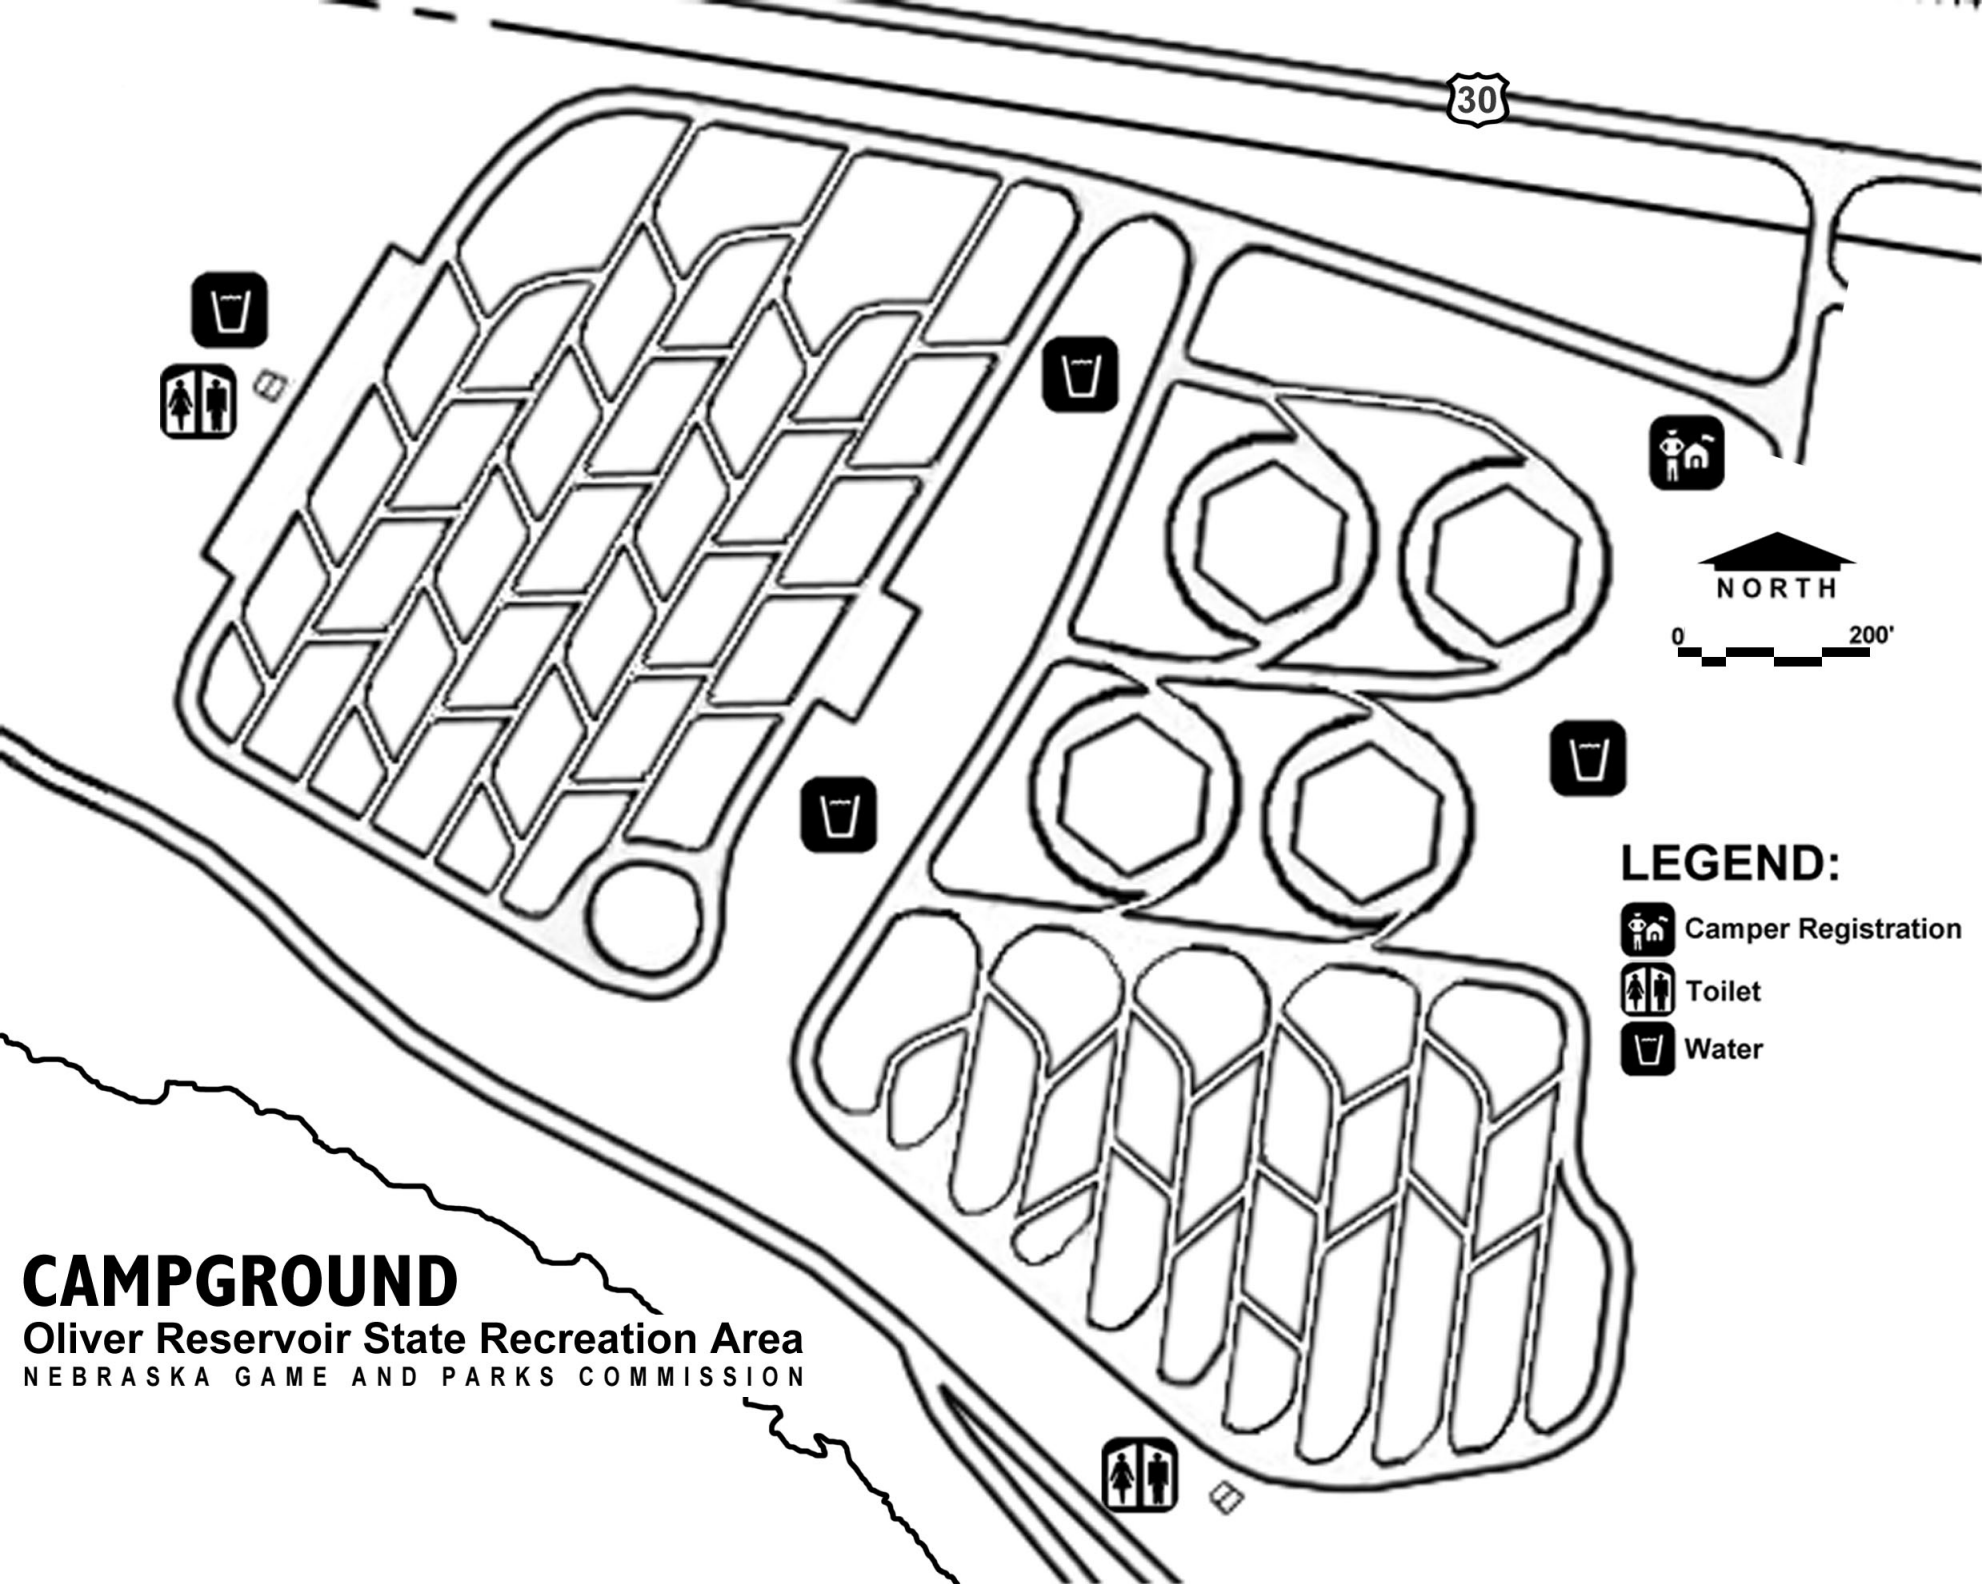 30
NORTH
0 200'
LEGEND:
Camper Registration
Toilet
Water
CAMPGROUND
Oliver Reservoir State Recreation Area
NEBRASKA GAME AND PARKS COMMISSION